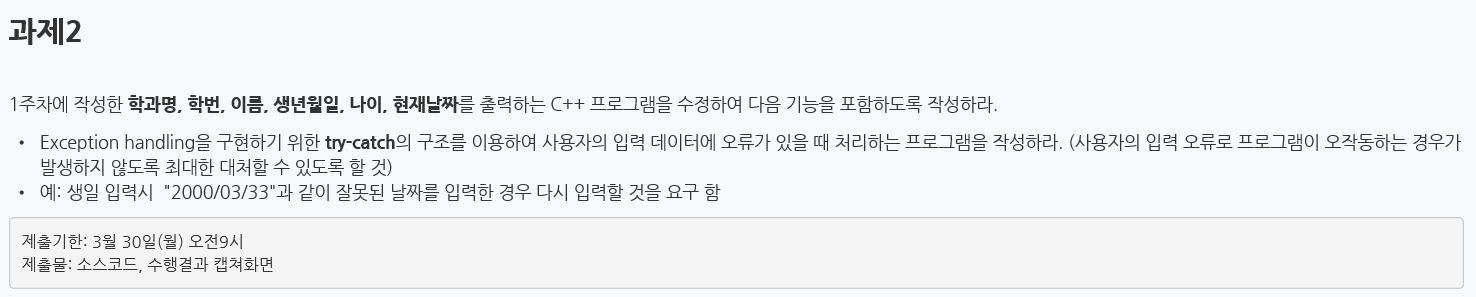 과제2
1주차에 작성한 학과명, 학번, 이름, 생년월일, 나이, 현재날짜를 출력하는 C++ 프로그램을 수정하여 다음 기능을 포함하도록 작성하라.
• Exception handling을 구현하기 위한 try-catch의 구조를 이용하여 사용자의 입력 데이터에 오류가 있을 때 처리하는 프로그램을 작성하라. (사용자의 입력 오류로 프로그램이 오작동하는 경우가
발생하지 않도록 최대한 대처할 수 있도록 할 것)
• 예: 생일 입력시 "2000/03/33"과 같이 잘못된 날짜를 입력한 경우 다시 입력할 것을 요구 함
제출기한: 3월 30일(월) 오전9시
제출물: 소스코드, 수행결과 캡쳐화면